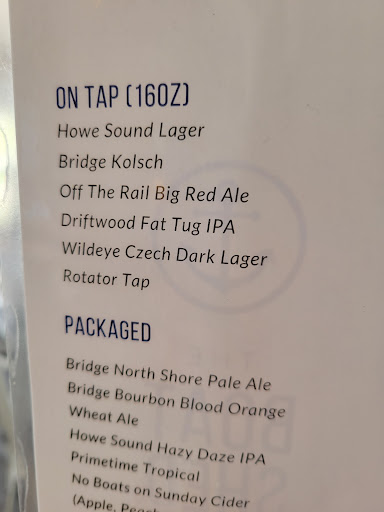 ON TAP (16OZ)
Howe Sound Lager
Bridge Kolsch
Off The Rail Big Red Ale
Driftwood Fat Tug IPA
Wildeye Czech Dark Lager
Rotator Tap
PACKAGED
Bridge North Shore Pale Ale
Bridge Bourbon Blood Orange
Wheat Ale
Howe Sound Hazy Daze IPA
Primetime Tropical
No Boats on Sunday Cider
(Apple,